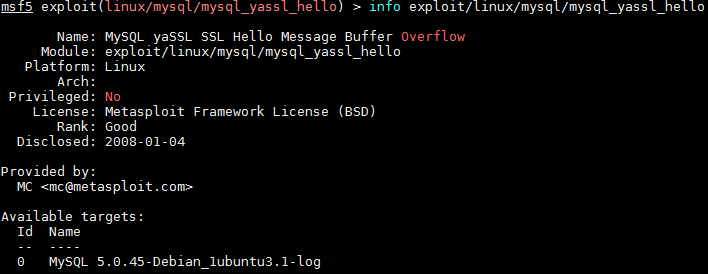 msf5 exploit(linux/mysql/mysql_yassl_hello) > info exploit/linux/mysql/mysql_yassl_hello
Name: MySQL yaSSL SSL Hello Message Buffer Overflow
Module: exploit/linux/mysql/mysql_yassl_hello
Platform: Linux
Arch:
Privileged: No
License: Metasploit Framework License (BSD)
Rank: Good
Disclosed: 2008-01-04
Provided by:
MC <mc@metasploit.com>
Available targets:
Id  Name
--  ----
0   MySQL 5.0.45-Debian_1ubuntu3.1-log